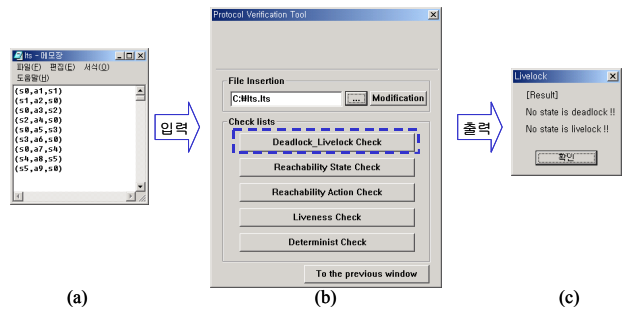 lts - 메모장
파일(F) 편집(E) 서식(O)
도움말(H)
(s0,a1,s1)
(s1,a2,s0)
(s0,a3,s2)
(s2,a4,s0)
(s0,a5,s3)
(s3,a6,s0)
(s0,a7,s4)
(s4,a8,s5)
(s5,a9,s0)
(a)
입력
Protocol Verification Tool
File Insertion
C:₩lts.lts
...
Modification
Check lists
Deadlock_Livelock Check
Reachability State Check
Reachability Action Check
Liveness Check
Determinist Check
To the previous window
(b)
출력
Livelock
[Result]
No state is deadlock !!
No state is livelock !!
확인
(c)